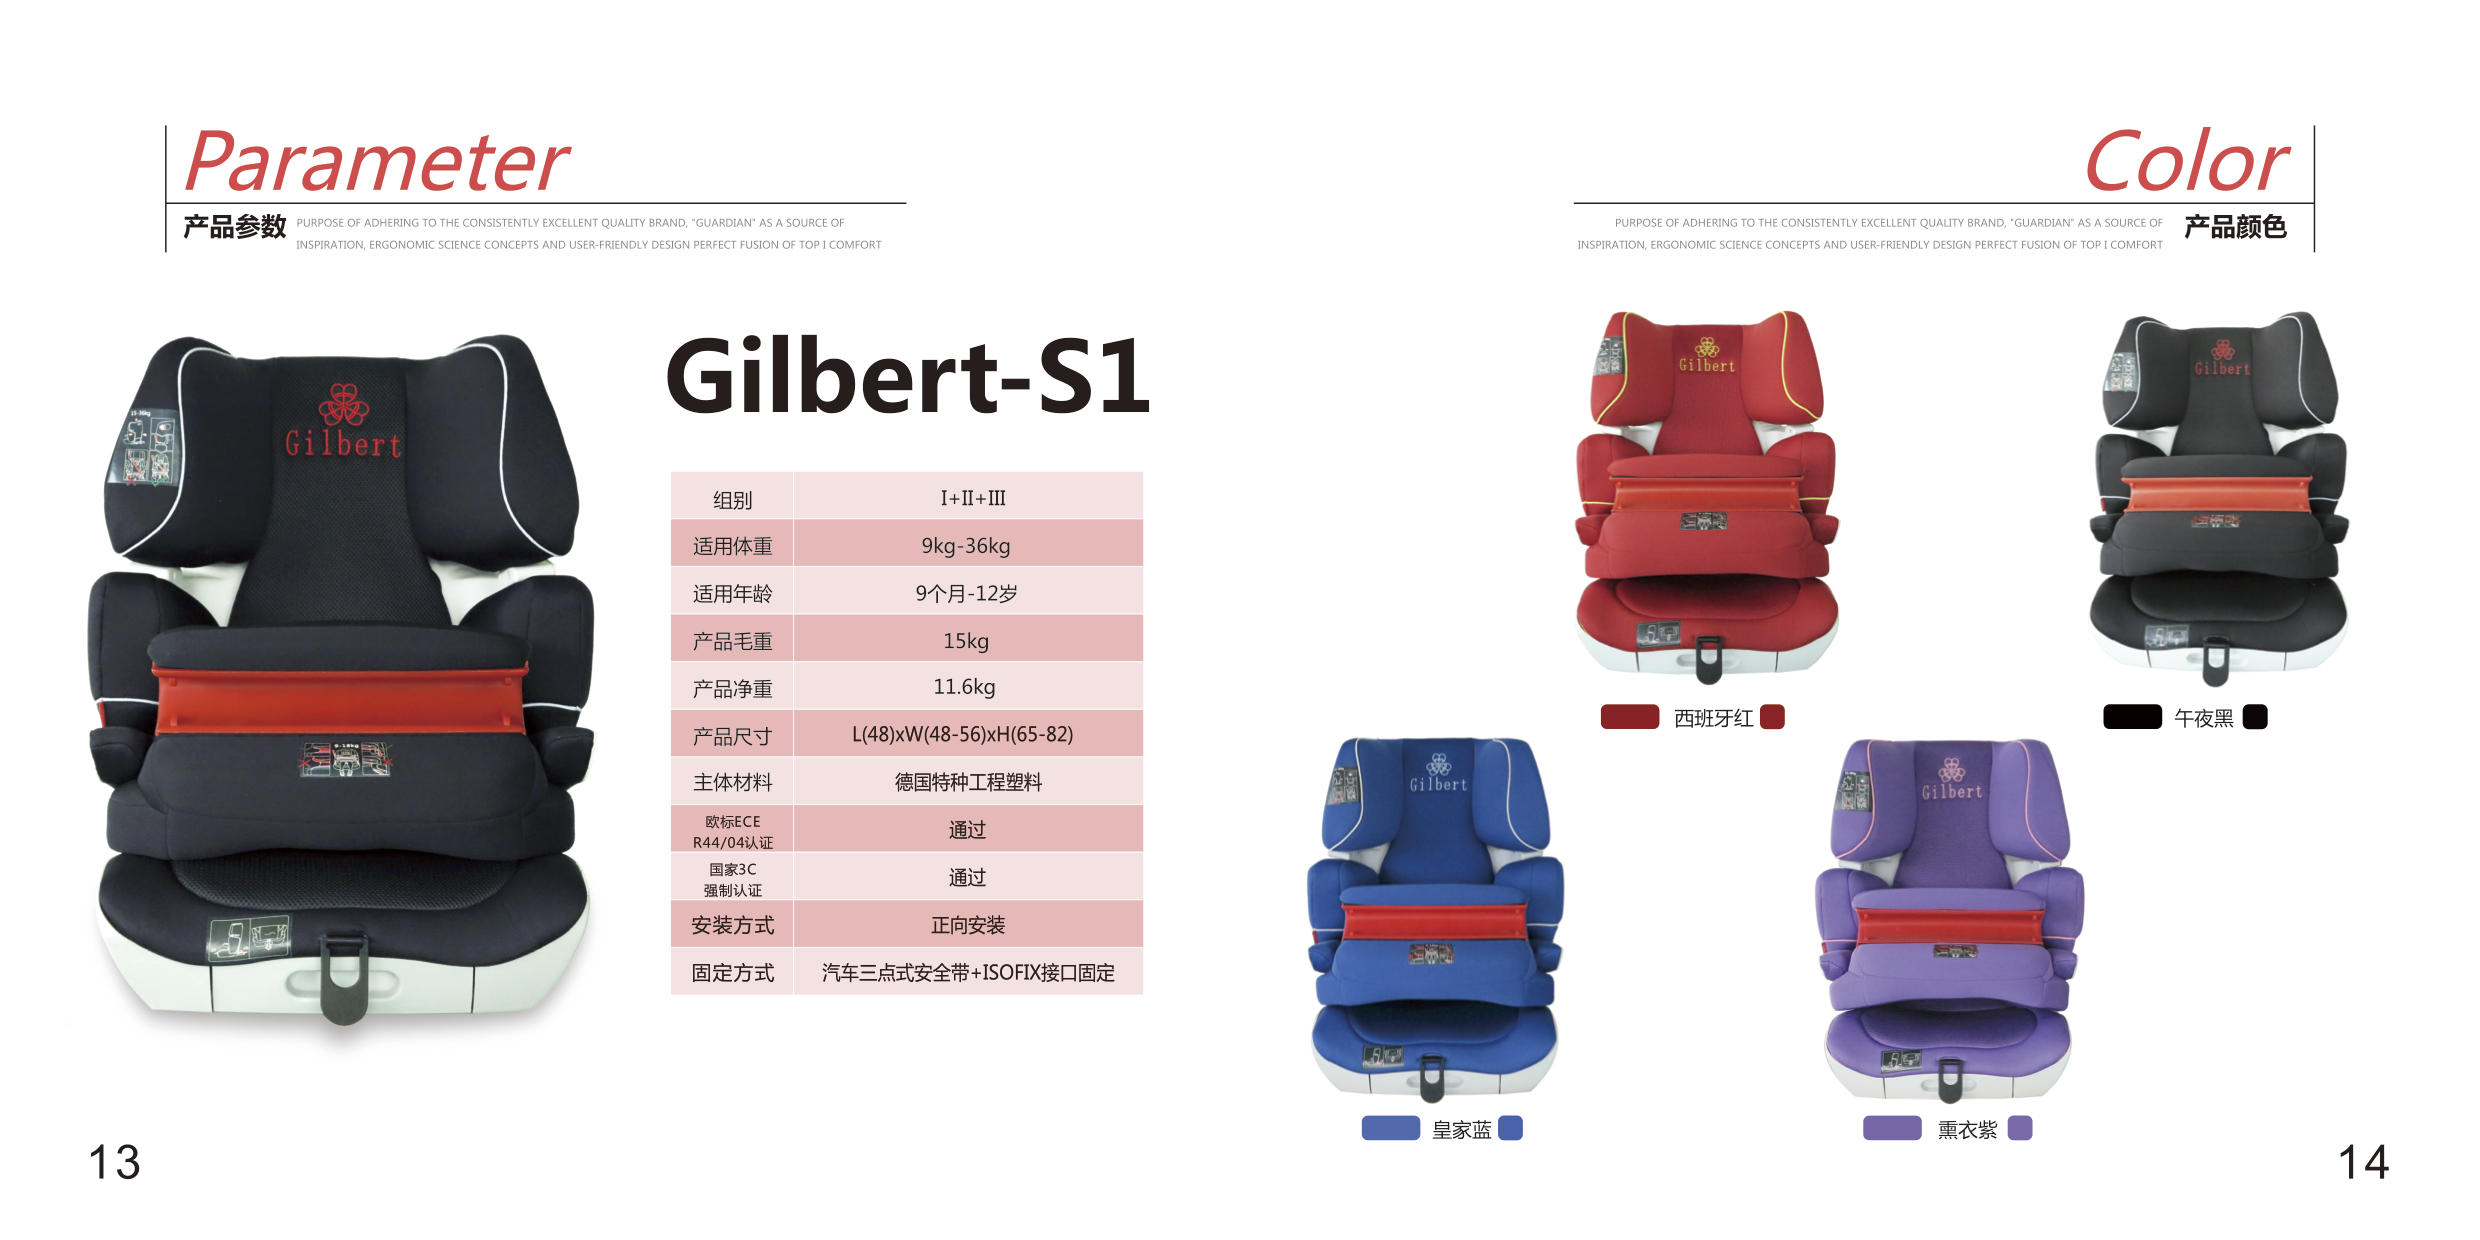 Parameter
产品参数
PURPOSE OF ADHERING TO THE CONSISTENTLY EXCELLENT QUALITY BRAND, "GUARDIAN" AS A SOURCE OF
INSPIRATION, ERGONOMIC SCIENCE CONCEPTS AND USER-FRIENDLY DESIGN PERFECT FUSION OF TOP I COMFORT
15-36kg
Gilbert
9-18kg
Gilbert-S1
组别 I+II+III
适用体重 9kg-36kg
适用年龄 9个月-12岁
产品毛重 15kg
产品净重 11.6kg
产品尺寸 L(48)xW(48-56)xH(65-82)
主体材料 德国特种工程塑料
欧标ECE
R44/04认证 通过
国家3C
强制认证 通过
安装方式 正向安装
固定方式 汽车三点式安全带+ISOFIX接口固定
13
Color
PURPOSE OF ADHERING TO THE CONSISTENTLY EXCELLENT QUALITY BRAND, "GUARDIAN" AS A SOURCE OF
INSPIRATION, ERGONOMIC SCIENCE CONCEPTS AND USER-FRIENDLY DESIGN PERFECT FUSION OF TOP I COMFORT
产品颜色
Gilbert
Gilbert
西班牙红
午夜黑
Gilbert
Gilbert
皇家蓝
熏衣紫
14